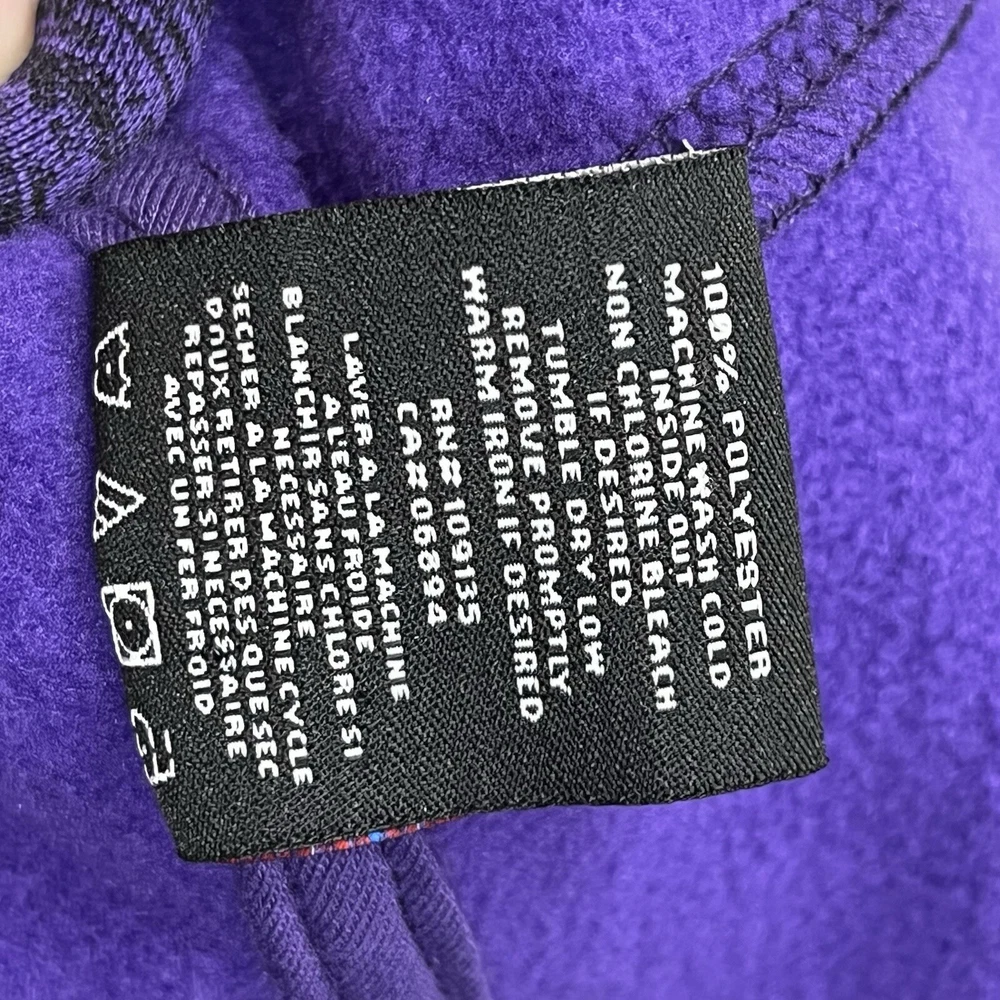 100% POLYESTER
MACHINE WASH COLD
INSIDE OUT
NON CHLORINE BLEACH
IF DESIRED
TUMBLE DRY LOW
REMOVE PROMPTLY
WARM IRON IF DESIRED
RN# 109135
CA# 06894
LAVER A LA MACHINE
A L'EAU FROIDE
BLANCHIR SANS CHLORE SI
NECESSAIRE
SECHER A LA MACHINE CYCLE
DOUX RETIRER DES QUE SEC
REPASSER SI NECESSAIRE
AVEC UN FER FROID